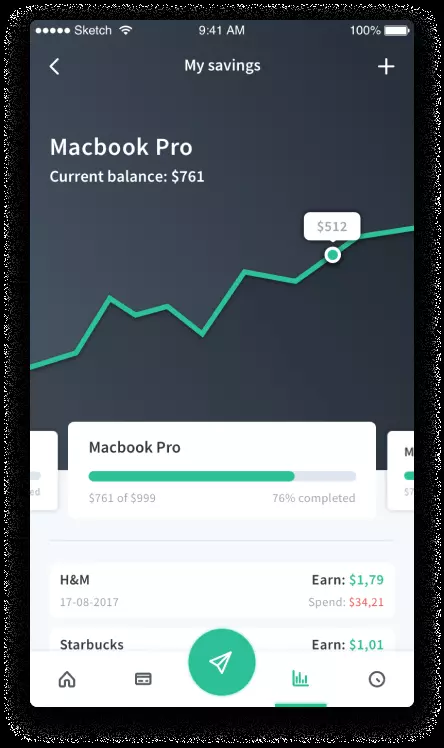 Sketch 9:41 AM 100%
My savings
Macbook Pro
Current balance: $761
$512
Macbook Pro
$761 of $999 76% completed
H&M Earn: $1,79
17-08-2017 Spend: $34,21
Starbucks Earn: $1,01